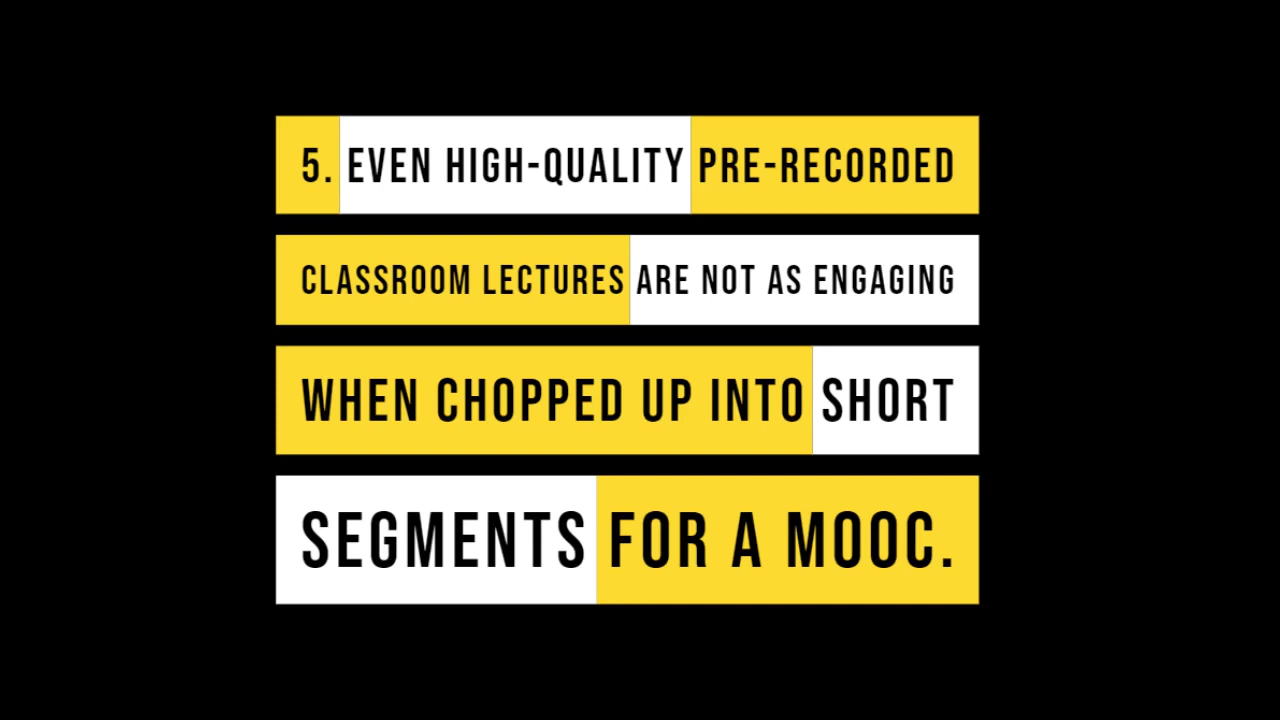 5. EVEN HIGH-QUALITY PRE-RECORDED
CLASSROOM LECTURES ARE NOT AS ENGAGING
WHEN CHOPPED UP INTO SHORT
SEGMENTS FOR A MOOC.